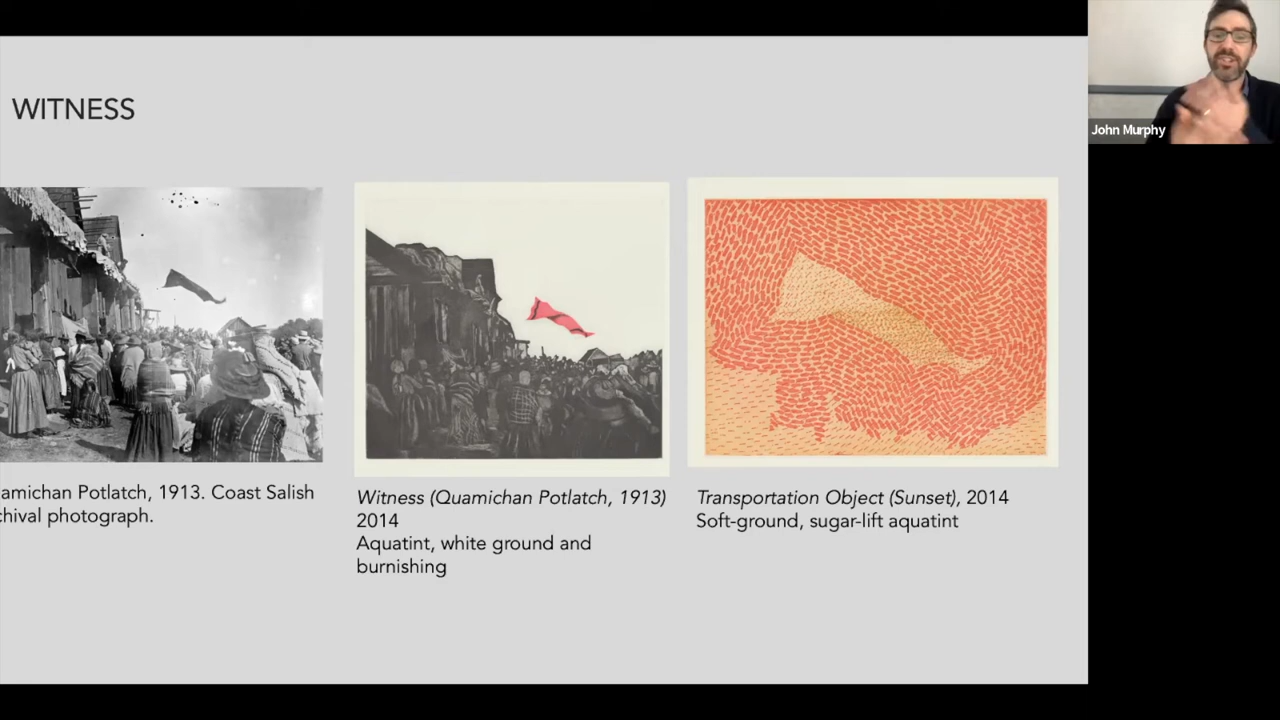 WITNESS
John Murphy
amichan Potlatch, 1913. Coast Salish
chival photograph.
Witness (Quamichan Potlatch, 1913)
2014
Aquatint, white ground and
burnishing
Transportation Object (Sunset), 2014
Soft-ground, sugar-lift aquatint